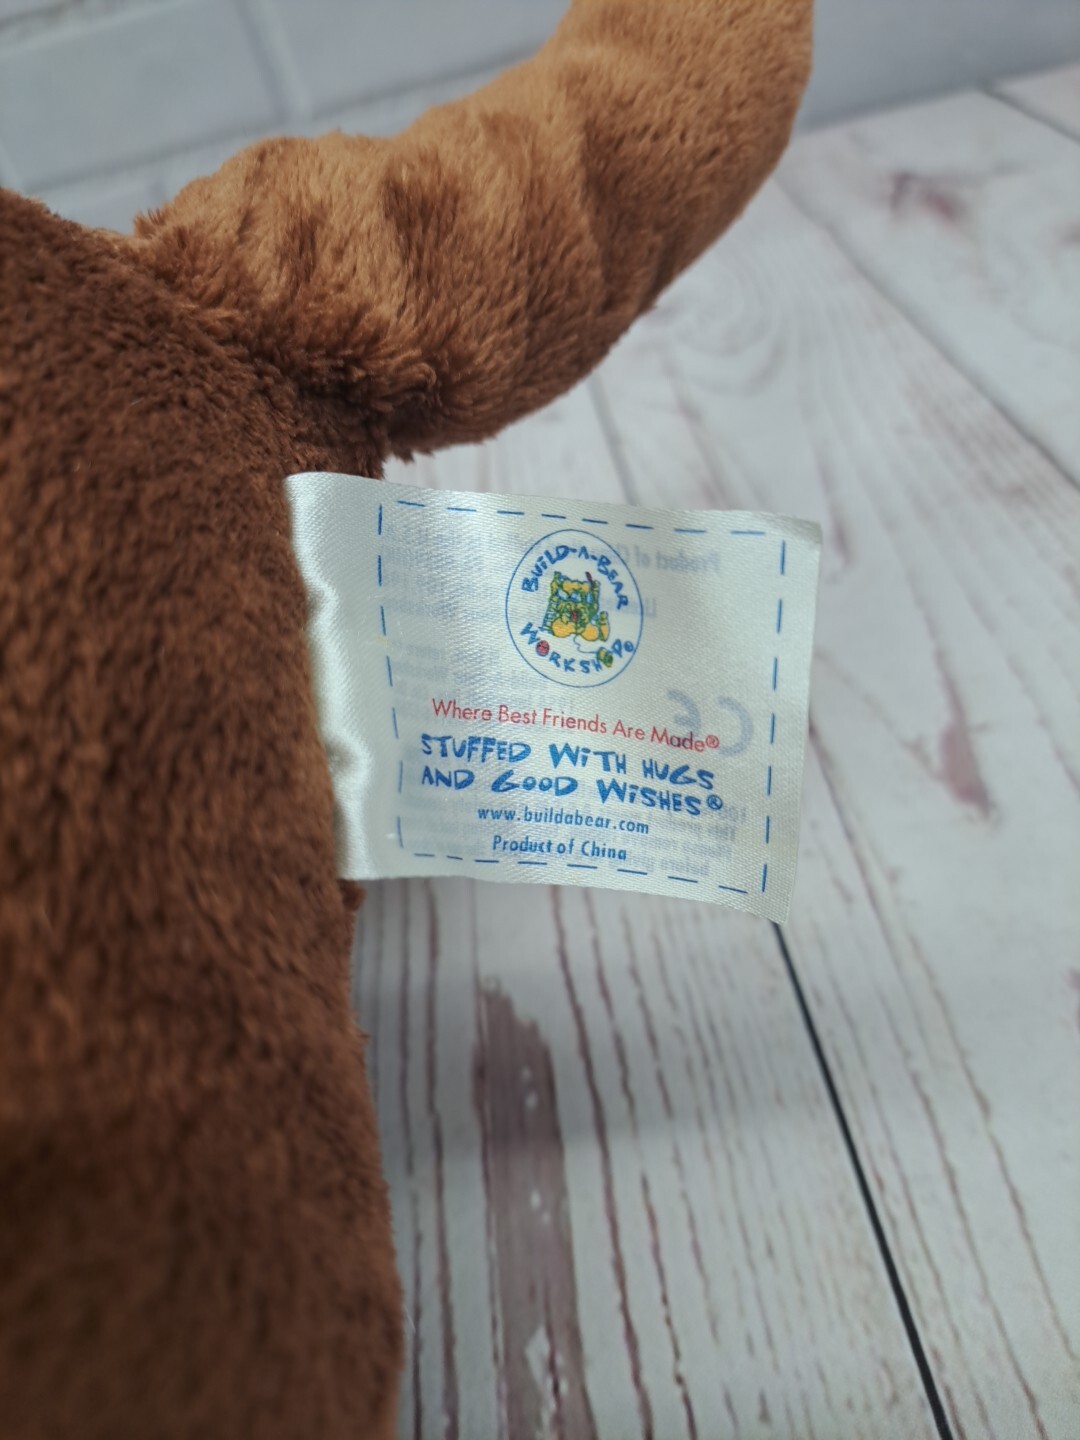 BUILD-A-BEAR
WORKSHOP®
Where Best Friends Are Made®
STUFFED WITH HUGS
AND GOOD WISHES®
www.buildabear.com
Product of China